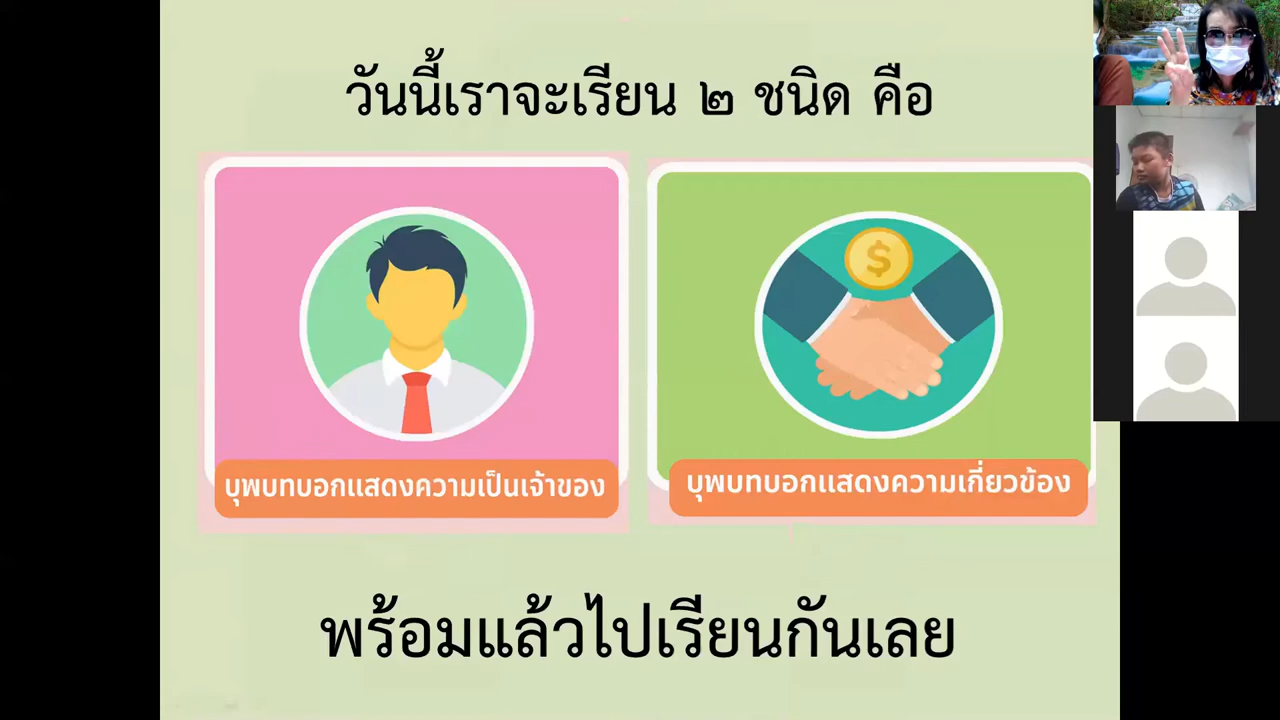 วันนี้เราจะเรียน ๒ ชนิด คือ
$
บุพบทบอกแสดงความเป็นเจ้าของ
บุพบทบอกแสดงความเกี่ยวข้อง
พร้อมแล้วไปเรียนกันเลย